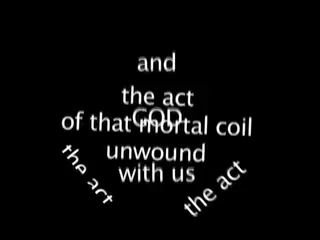 and
the act
GOD
of that mortal coil
unwound
with us
the act
the act